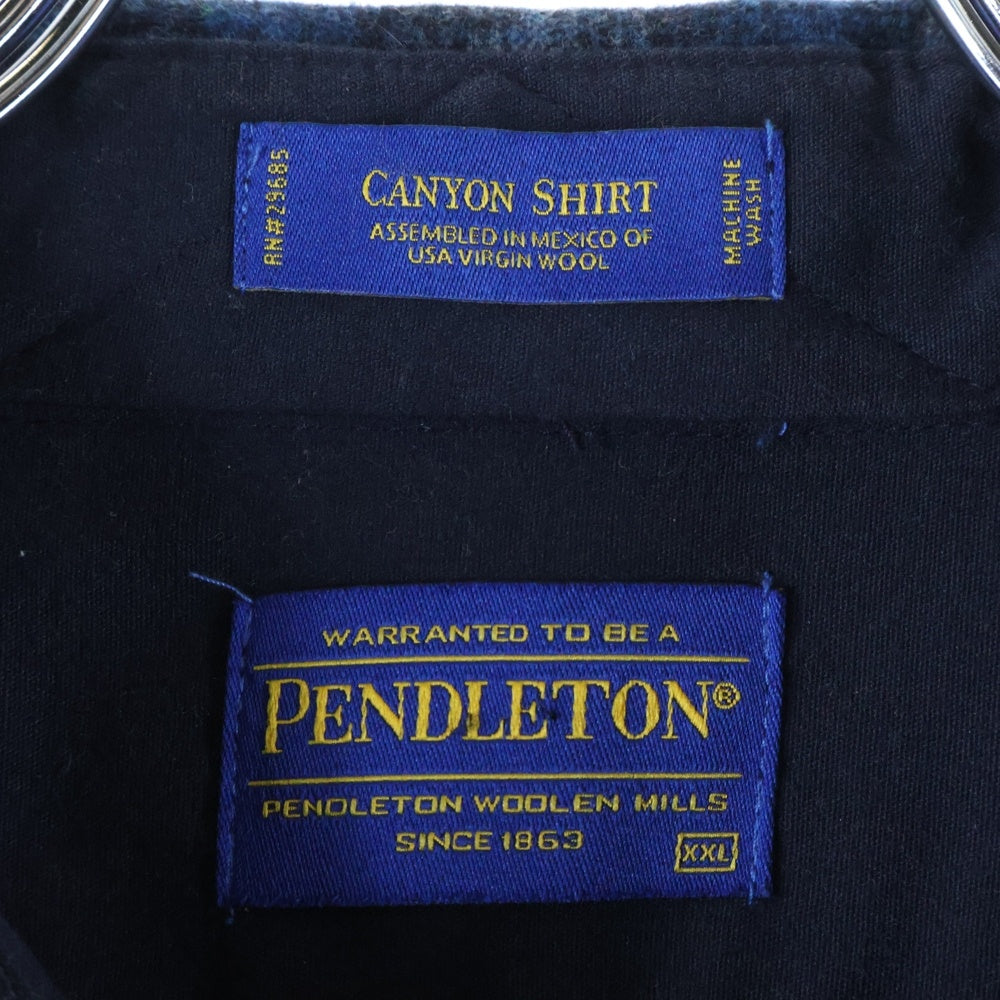 RN#29685
CANYON SHIRT
ASSEMBLED IN MEXICO OF
USA VIRGIN WOOL
MACHINE
WASH
WARRANTED TO BE A
PENDLETON®
PENDLETON WOOLEN MILLS
SINCE 1863
XXL